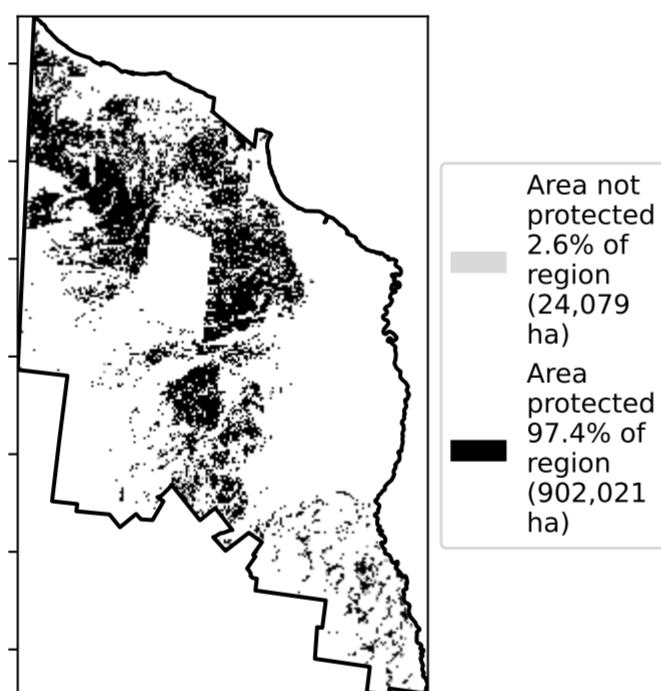 Area not
protected
2.6% of
region
(24,079
ha)
Area
protected
97.4% of
region
(902,021
ha)